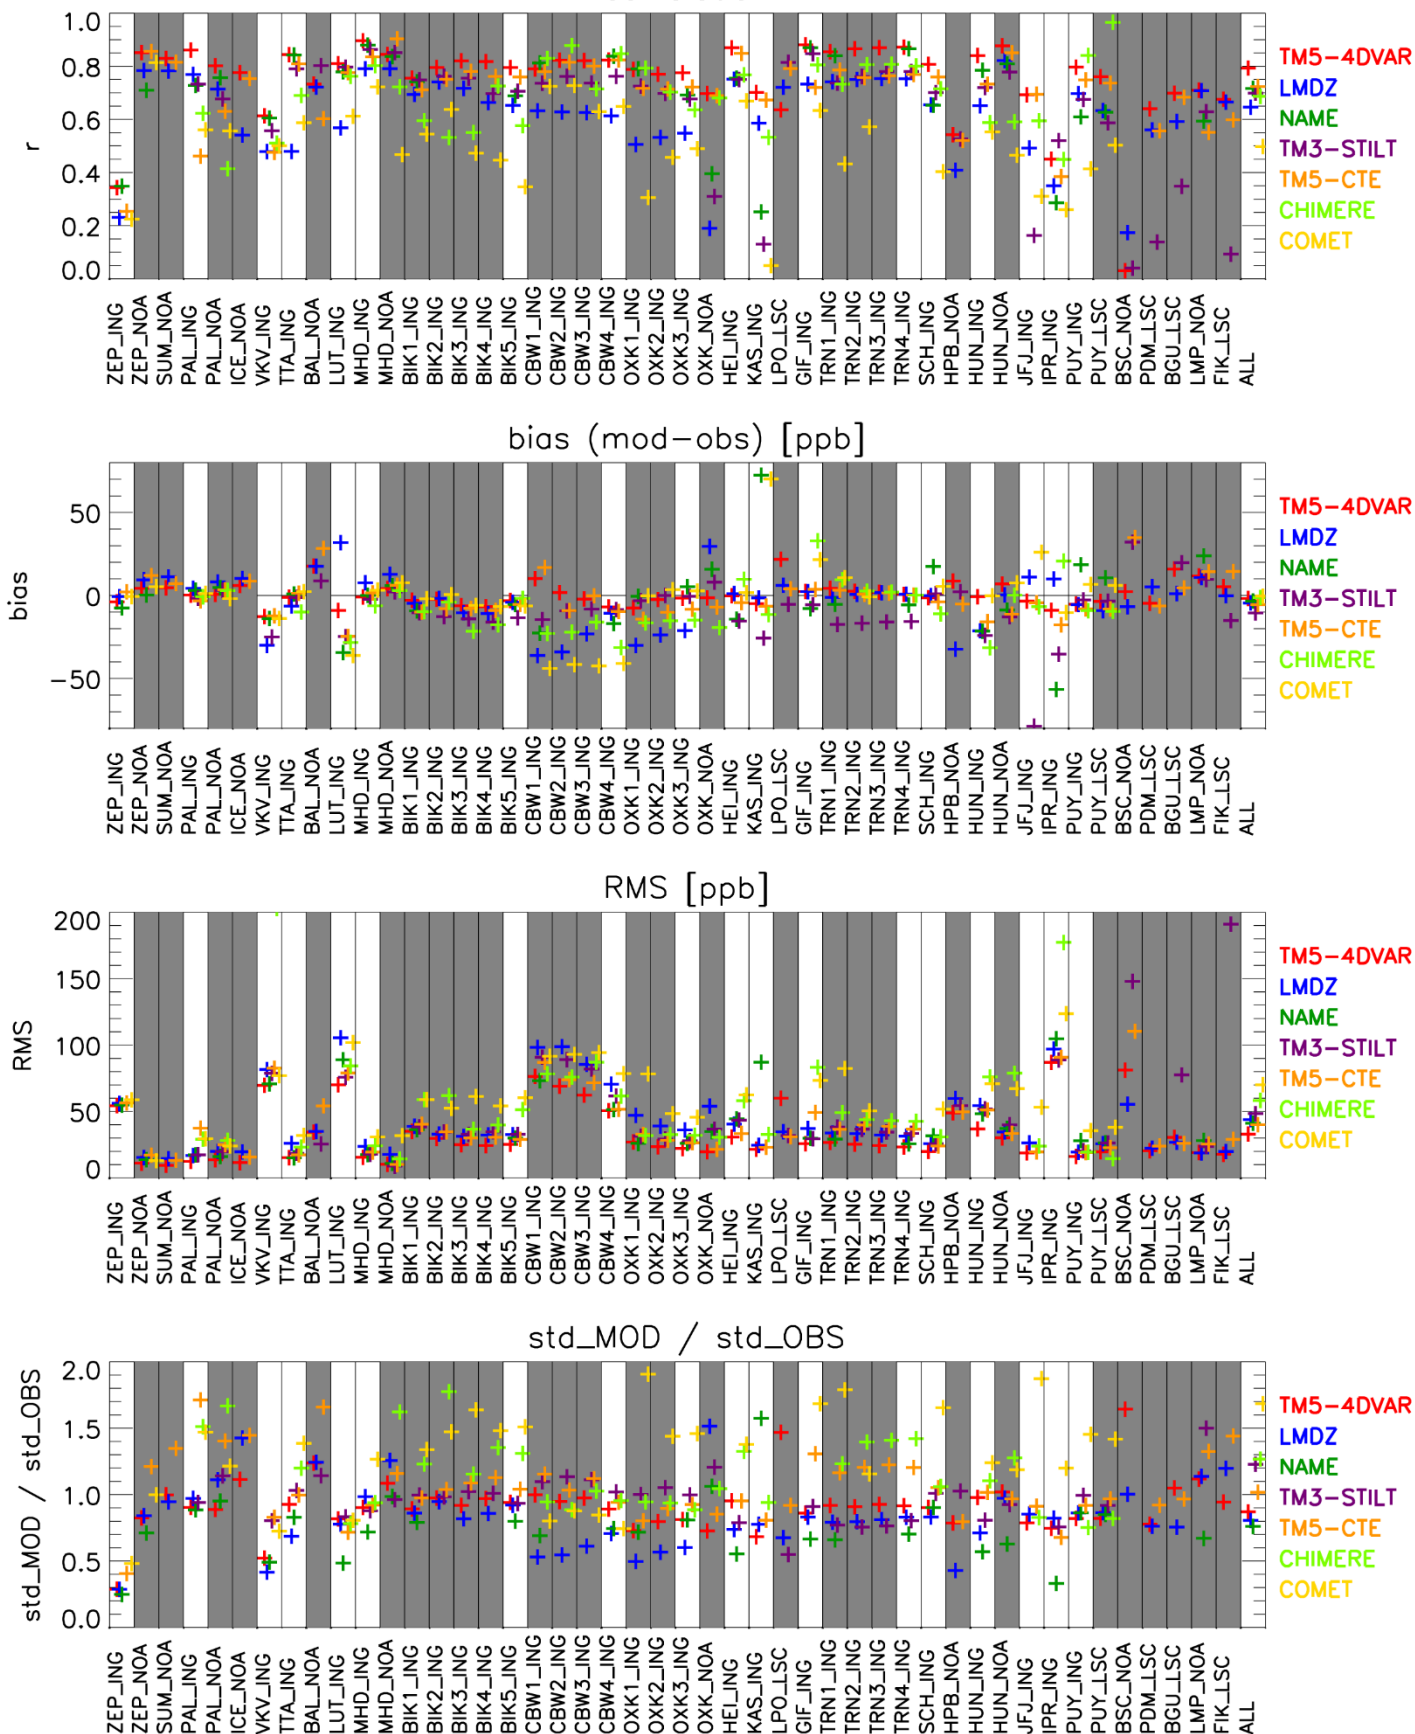 1.0
0.8
0.6
0.4
0.2
0.0
r
TM5-4DVAR
LMDZ
NAME
TM3-STILT
TM5-CTE
CHIMERE
COMET
ZEP_ING
ZEP_NOA
SUM_NOA
PAL_ING
PAL_NOA
ICE_NOA
VKV_ING
TTA_ING
BAL_NOA
LUT_ING
MHD_ING
MHD_NOA
BIK1_ING
BIK2_ING
BIK3_ING
BIK4_ING
BIK5_ING
CBW1_ING
CBW2_ING
CBW3_ING
CBW4_ING
OXK1_ING
OXK2_ING
OXK3_ING
OXK_NOA
HEI_ING
KAS_ING
LPO_LSC
GIF_ING
TRN1_ING
TRN2_ING
TRN3_ING
TRN4_ING
SCH_ING
HPB_NOA
HUN_ING
HUN_NOA
JFJ_ING
IPR_ING
PUY_ING
PUY_LSC
BSC_NOA
PDM_LSC
BGU_LSC
LMP_NOA
FIK_LSC
ALL
bias (mod-obs) [ppb]
50
0
-50
bias
TM5-4DVAR
LMDZ
NAME
TM3-STILT
TM5-CTE
CHIMERE
COMET
ZEP_ING
ZEP_NOA
SUM_NOA
PAL_ING
PAL_NOA
ICE_NOA
VKV_ING
TTA_ING
BAL_NOA
LUT_ING
MHD_ING
MHD_NOA
BIK1_ING
BIK2_ING
BIK3_ING
BIK4_ING
BIK5_ING
CBW1_ING
CBW2_ING
CBW3_ING
CBW4_ING
OXK1_ING
OXK2_ING
OXK3_ING
OXK_NOA
HEI_ING
KAS_ING
LPO_LSC
GIF_ING
TRN1_ING
TRN2_ING
TRN3_ING
TRN4_ING
SCH_ING
HPB_NOA
HUN_ING
HUN_NOA
JFJ_ING
IPR_ING
PUY_ING
PUY_LSC
BSC_NOA
PDM_LSC
BGU_LSC
LMP_NOA
FIK_LSC
ALL
RMS [ppb]
200
150
100
50
0
RMS
TM5-4DVAR
LMDZ
NAME
TM3-STILT
TM5-CTE
CHIMERE
COMET
ZEP_ING
ZEP_NOA
SUM_NOA
PAL_ING
PAL_NOA
ICE_NOA
VKV_ING
TTA_ING
BAL_NOA
LUT_ING
MHD_ING
MHD_NOA
BIK1_ING
BIK2_ING
BIK3_ING
BIK4_ING
BIK5_ING
CBW1_ING
CBW2_ING
CBW3_ING
CBW4_ING
OXK1_ING
OXK2_ING
OXK3_ING
OXK_NOA
HEI_ING
KAS_ING
LPO_LSC
GIF_ING
TRN1_ING
TRN2_ING
TRN3_ING
TRN4_ING
SCH_ING
HPB_NOA
HUN_ING
HUN_NOA
JFJ_ING
IPR_ING
PUY_ING
PUY_LSC
BSC_NOA
PDM_LSC
BGU_LSC
LMP_NOA
FIK_LSC
ALL
std_MOD / std_OBS
2.0
1.5
1.0
0.5
0.0
std_MOD / std_OBS
TM5-4DVAR
LMDZ
NAME
TM3-STILT
TM5-CTE
CHIMERE
COMET
ZEP_ING
ZEP_NOA
SUM_NOA
PAL_ING
PAL_NOA
ICE_NOA
VKV_ING
TTA_ING
BAL_NOA
LUT_ING
MHD_ING
MHD_NOA
BIK1_ING
BIK2_ING
BIK3_ING
BIK4_ING
BIK5_ING
CBW1_ING
CBW2_ING
CBW3_ING
CBW4_ING
OXK1_ING
OXK2_ING
OXK3_ING
OXK_NOA
HEI_ING
KAS_ING
LPO_LSC
GIF_ING
TRN1_ING
TRN2_ING
TRN3_ING
TRN4_ING
SCH_ING
HPB_NOA
HUN_ING
HUN_NOA
JFJ_ING
IPR_ING
PUY_ING
PUY_LSC
BSC_NOA
PDM_LSC
BGU_LSC
LMP_NOA
FIK_LSC
ALL